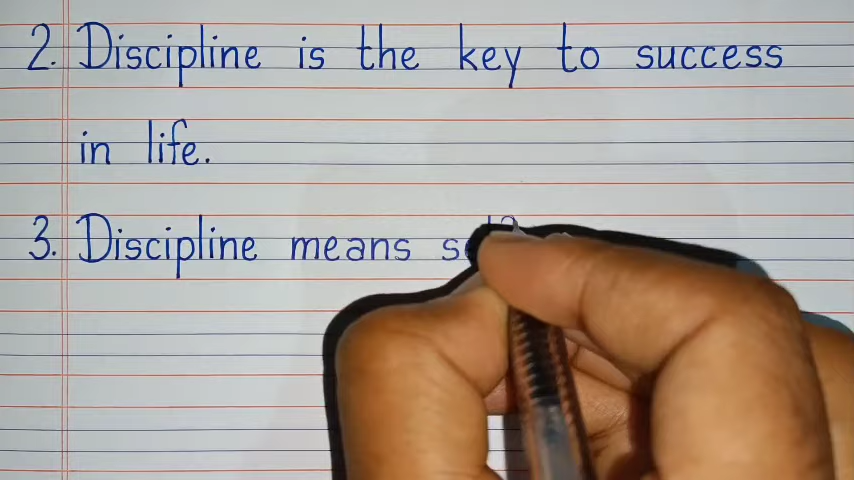 2. Discipline is the key to success
in life.
3. Discipline means